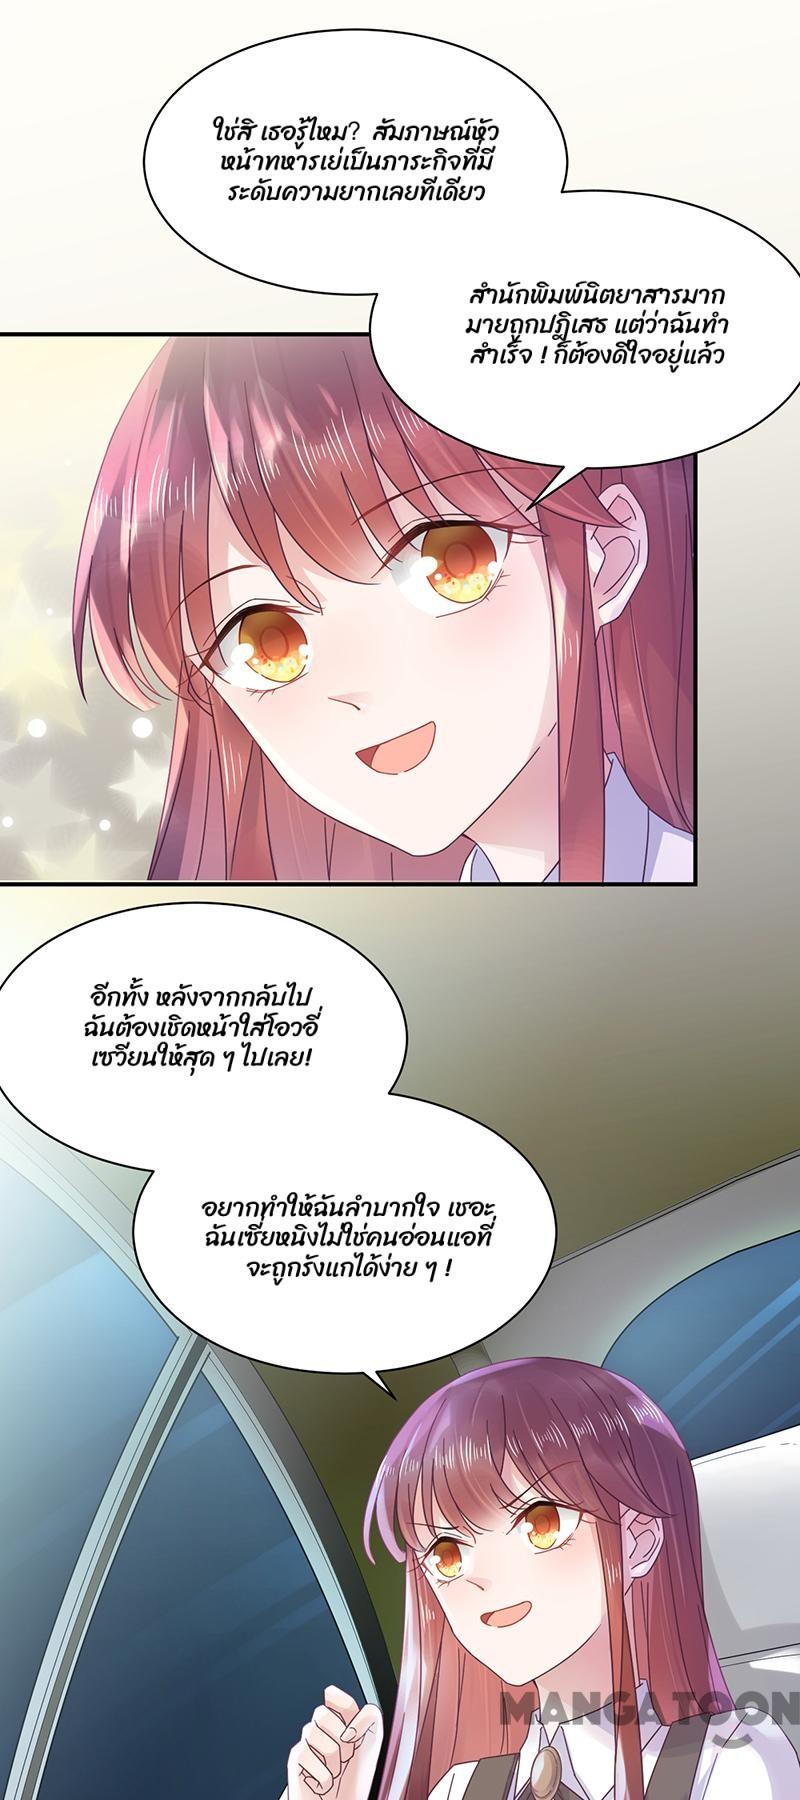 ใช่สิ เธอรู้ไหม? สัมภาษณ์หัว
หน้าทหารเย่เป็นภาระกิจที่มี
ระดับความยากเลยทีเดียว
สำนักพิมพ์นิตยาสารมาก
มายถูกปฎิเสธ แต่ว่าฉันทำ
สำเร็จ ! ก็ต้องดีใจอยู่แล้ว
อีกทั้ง หลังจากกลับไป
ฉันต้องเชิดหน้าใส่โอวอี่
เซวียนให้สุด ๆ ไปเลย!
อยากทำให้ฉันลำบากใจ เชอะ
ฉันเซี่ยหนิงไม่ใช่คนอ่อนแอที่
จะถูกรังแกได้ง่าย ๆ !
MANGATOON